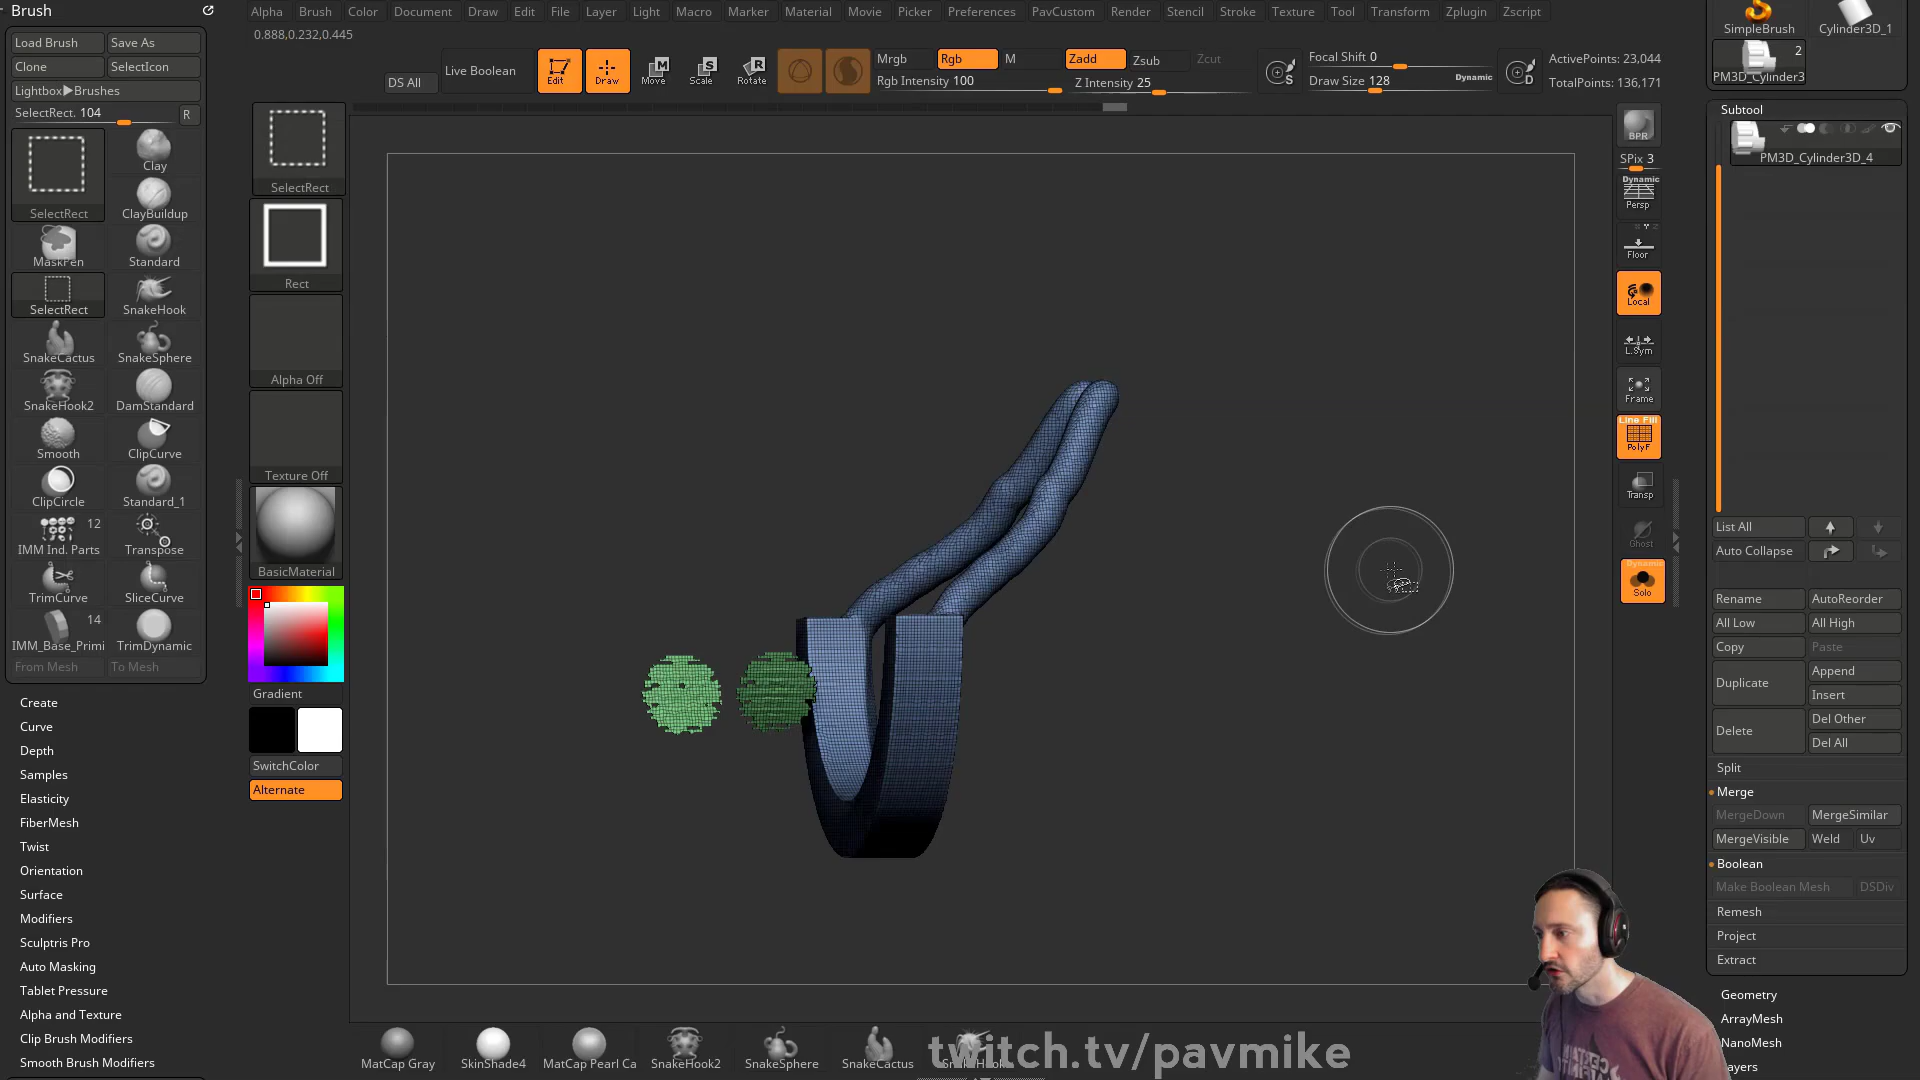 Brush
Alpha Brush Color Document Draw Edit File Layer Light Macro Marker Material Movie Picker Preferences PavCustom Render Stencil Stroke Texture Tool Transform Zplugin Zscript
0.888,0.232,0.445
Load Brush Save As
Clone SelectIcon
Lightbox▶Brushes
SelectRect. 104 R
SelectRect
Clay
ClayBuildup
MaskPen Standard
SelectRect SnakeHook
SnakeCactus SnakeSphere
SnakeHook2 DamStandard
Smooth ClipCurve
ClipCircle Standard_1
12
IMM Ind. Parts Transpose
TrimCurve SliceCurve
14
IMM_Base_Primi TrimDynamic
From Mesh To Mesh
Create
Curve
Depth
Samples
Elasticity
FiberMesh
Twist
Orientation
Surface
Modifiers
Sculptris Pro
Auto Masking
Tablet Pressure
Alpha and Texture
Clip Brush Modifiers
Smooth Brush Modifiers
SelectRect
Rect
Alpha Off
Texture Off
BasicMaterial
Gradient
SwitchColor
Alternate
DS All
Live Boolean
Edit
Draw
M
Move
S
Scale
R
Rotate
Mrgb Rgb M
Rgb Intensity 100
Zadd Zsub Zcut
Z Intensity 25
S
Focal Shift 0
Draw Size 128 Dynamic
D
ActivePoints: 23,044
TotalPoints: 136,171
BPR
SPix 3
Dynamic
Persp
Floor
Local
L.Sym
Frame
Line Fill
PolyF
Transp
Ghost
Dynamic
Solo
SimpleBrush Cylinder3D_1
2
PM3D_Cylinder3
Subtool
PM3D_Cylinder3D_4
List All
Auto Collapse
Rename AutoReorder
All Low All High
Copy Paste
Duplicate Append
Insert
Delete Del Other
Del All
Split
Merge
MergeDown MergeSimilar
MergeVisible Weld Uv
Boolean
Make Boolean Mesh DSDiv
Remesh
Project
Extract
Geometry
ArrayMesh
NanoMesh
ayers
MatCap Gray SkinShade4 MatCap Pearl Ca SnakeHook2 SnakeSphere SnakeCactus
twitch.tv/pavmike